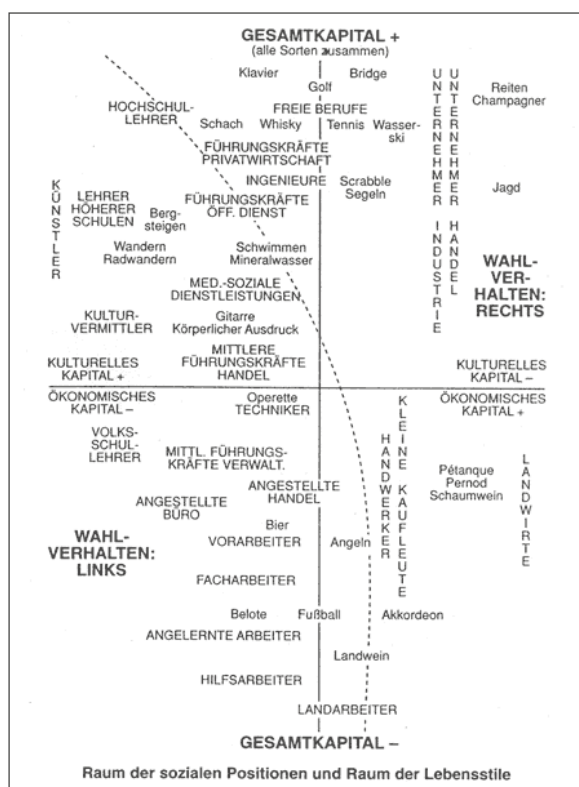 GESAMTKAPITAL +
(alle Sorten zusammen)
Klavier
Bridge
Golf
HOCHSCHUL-
LEHRER
FREIE BERUFE
Schach
Whisky
Tennis
Wasser-
ski
Reiten
Champagner
UNTERNEHMER INDUSTRIE
UNTERNEHMER HANDEL
FÜHRUNGSKRÄFTE
PRIVATWIRTSCHAFT
INGENIEURE
Scrabble
Segeln
Jagd
KÜNSTLER
LEHRER
HÖHERER
SCHULEN
Berg-
steigen
FÜHRUNGSKRÄFTE
ÖFF. DIENST
Wandern
Radwandern
Schwimmen
Mineralwasser
WAHL-
VER-
HALTEN:
RECHTS
MED.-SOZIALE
DIENSTLEISTUNGEN
KULTUR-
VERMITTLER
Gitarre
Körperlicher Ausdruck
MITTLERE
FÜHRUNGSKRÄFTE
HANDEL
KULTURELLES
KAPITAL +
KULTURELLES
KAPITAL –
ÖKONOMISCHES
KAPITAL –
ÖKONOMISCHES
KAPITAL +
Operette
TECHNIKER
VOLKS-
SCHUL-
LEHRER
MITTL. FÜHRUNGS-
KRÄFTE VERWALT.
HANDWERKER
KLEINE KAUFLEUTE
Pétanque
Pernod
Schaumwein
LANDWIRTE
ANGESTELLTE
HANDEL
ANGESTELLTE
BÜRO
Bier
VORARBEITER
Angeln
WAHL-
VERHALTEN:
LINKS
FACHARBEITER
Belote
Fußball
Akkordeon
ANGELERNTE ARBEITER
Landwein
HILFSARBEITER
LANDARBEITER
GESAMTKAPITAL –
Raum der sozialen Positionen und Raum der Lebensstile